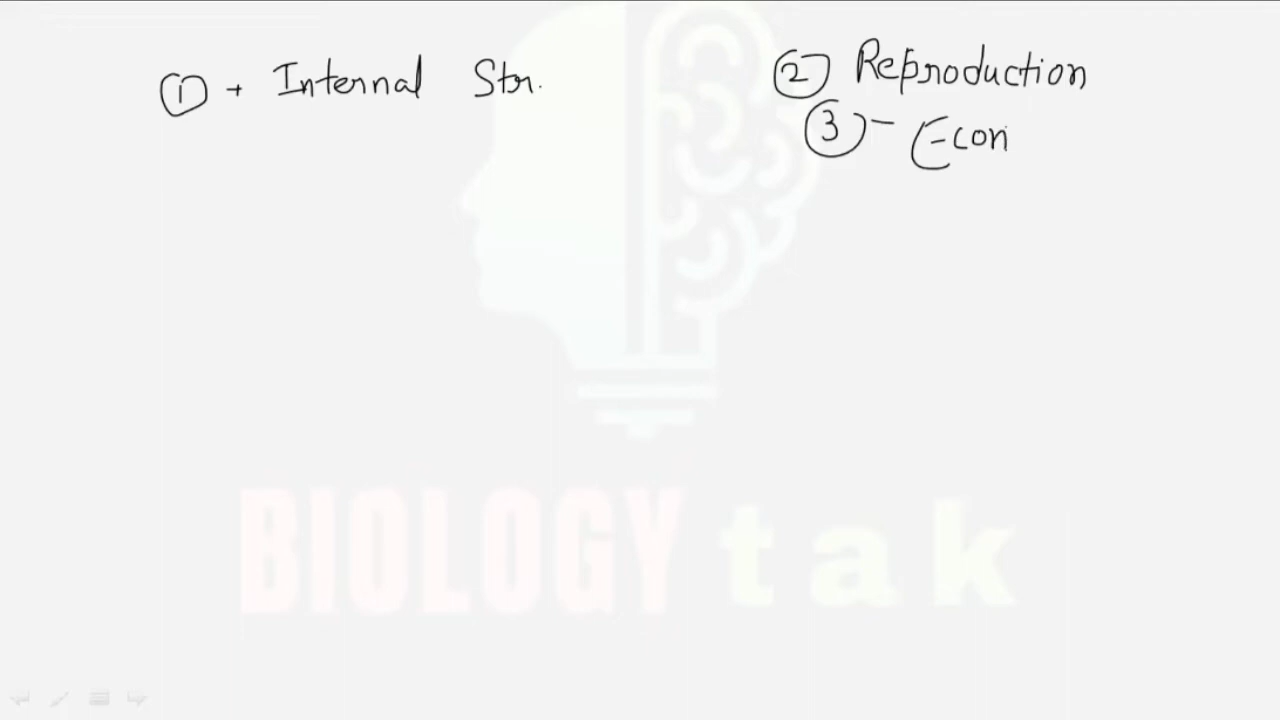 ① → Internal Str.
② Reproduction
③ - Econ
BIOLOGY tak